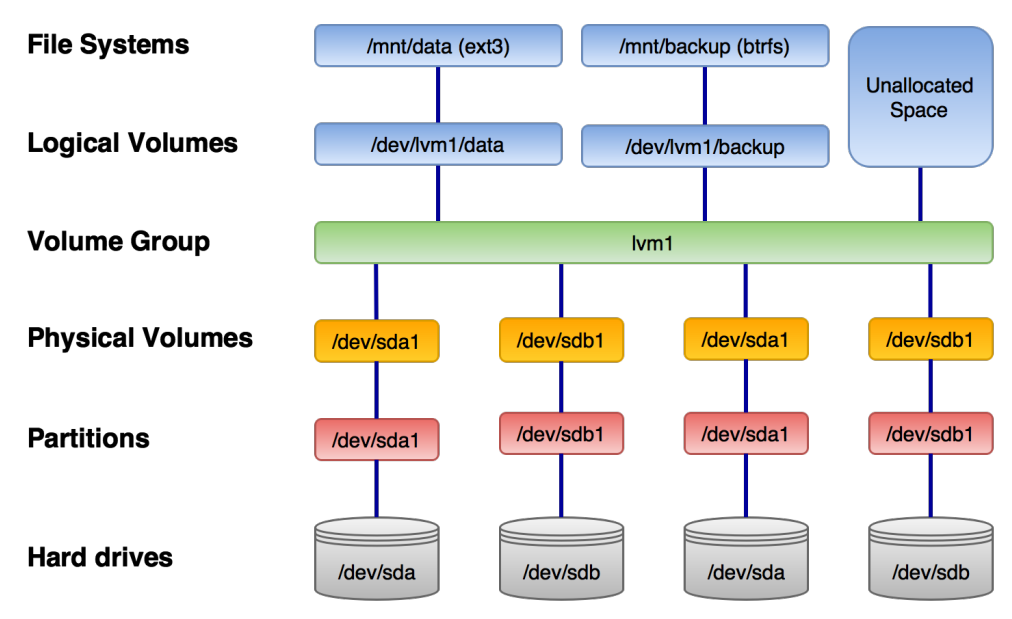 File Systems
/mnt/data (ext3)
/mnt/backup (btrfs)
Unallocated
Space
Logical Volumes
/dev/lvm1/data
/dev/lvm1/backup
Volume Group
lvm1
Physical Volumes
/dev/sda1
/dev/sdb1
/dev/sda1
/dev/sdb1
Partitions
/dev/sda1
/dev/sdb1
/dev/sda1
/dev/sdb1
Hard drives
/dev/sda
/dev/sdb
/dev/sda
/dev/sdb